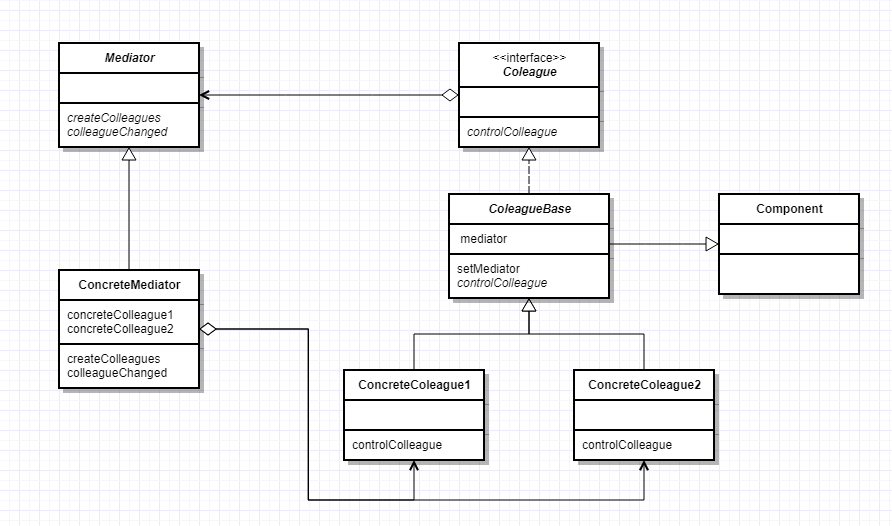 Mediator
createColleagues
colleagueChanged
<<interface>>
Coleague
controlColleague
ColeagueBase
mediator
setMediator
controlColleague
Component
ConcreteMediator
concreteColleague1
concreteColleague2
createColleagues
colleagueChanged
ConcreteColeague1
controlColleague
ConcreteColeague2
controlColleague